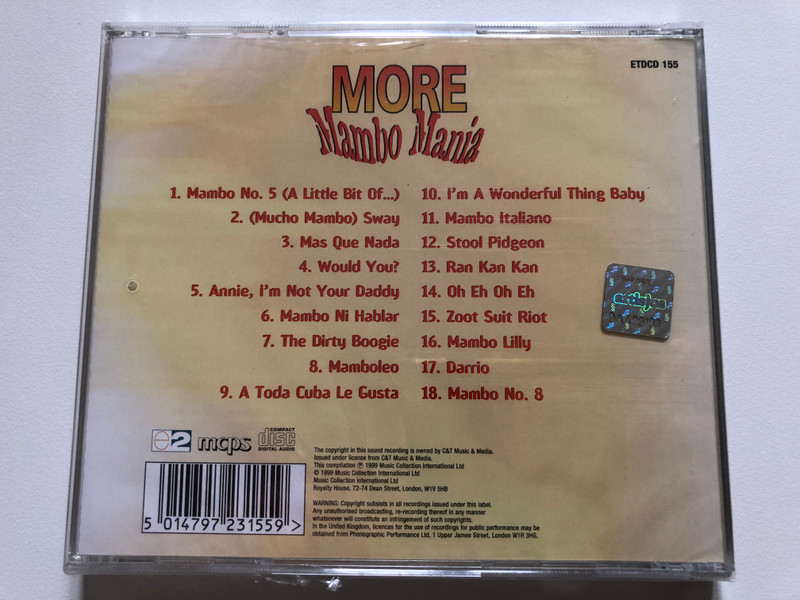 ETDCD 155
MORE
Mambo Mania
1. Mambo No. 5 (A Little Bit Of...)
2. (Mucho Mambo) Sway
3. Mas Que Nada
4. Would You?
5. Annie, I'm Not Your Daddy
6. Mambo Ni Hablar
7. The Dirty Boogie
8. Mamboleo
9. A Toda Cuba Le Gusta
10. I'm A Wonderful Thing Baby
11. Mambo Italiano
12. Stool Pidgeon
13. Ran Kan Kan
14. Oh Eh Oh Eh
15. Zoot Suit Riot
16. Mambo Lilly
17. Darrio
18. Mambo No. 8
2 mcps COMPACT disc DIGITAL AUDIO
5 014797 231559 >
The copyright in this sound recording is owned by C&T Music & Media.
Issued under license from C&T Music & Media.
This compilation ℗ 1999 Music Collection International Ltd
© 1999 Music Collection International Ltd
Music Collection International Ltd
Royalty House, 72-74 Dean Street, London, W1V 5HB
WARNING: Copyright subsists in all recordings issued under this label.
Any unauthorised broadcasting, re-recording thereof in any manner
whatsoever will constitute an infringement of such copyrights.
In the United Kingdom, licences for the use of recordings for public performance may be
obtained from Phonographic Performance Ltd, 1 Upper James Street, London W1R 3HG.